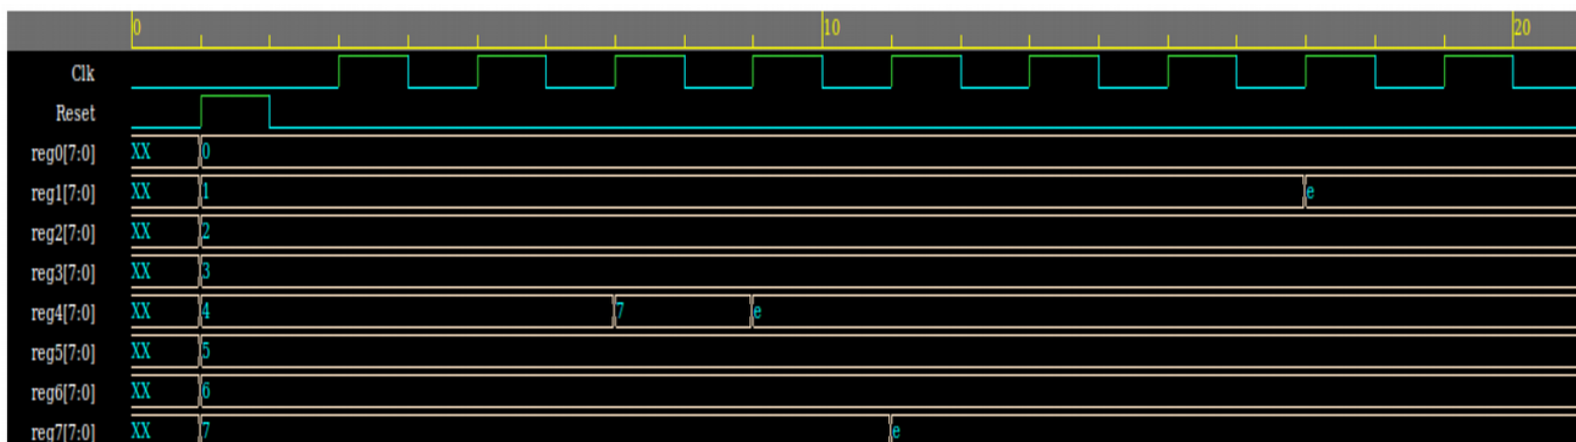 0 10 20
Clk
Reset
reg0[7:0] XX 0
reg1[7:0] XX 1 e
reg2[7:0] XX 2
reg3[7:0] XX 3
reg4[7:0] XX 4 7 e
reg5[7:0] XX 5
reg6[7:0] XX 6
reg7[7:0] XX 7 e